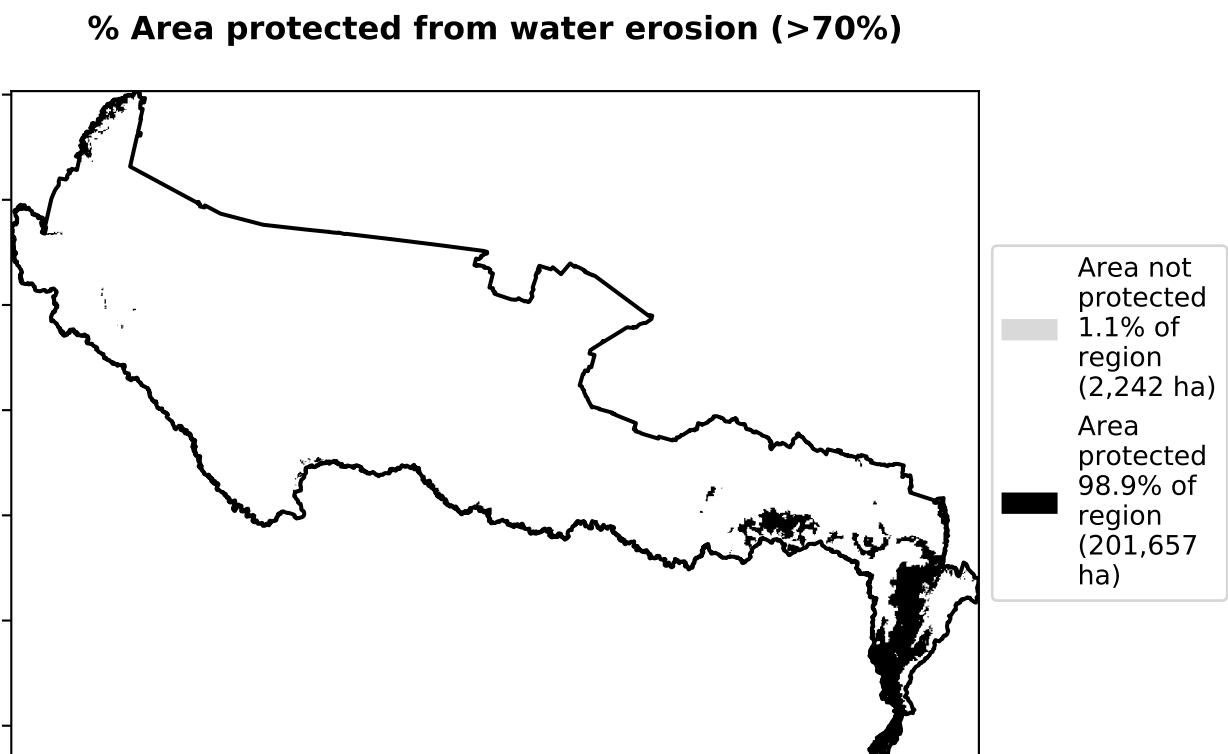 % Area protected from water erosion (>70%)
Area not
protected
1.1% of
region
(2,242 ha)
Area
protected
98.9% of
region
(201,657
ha)